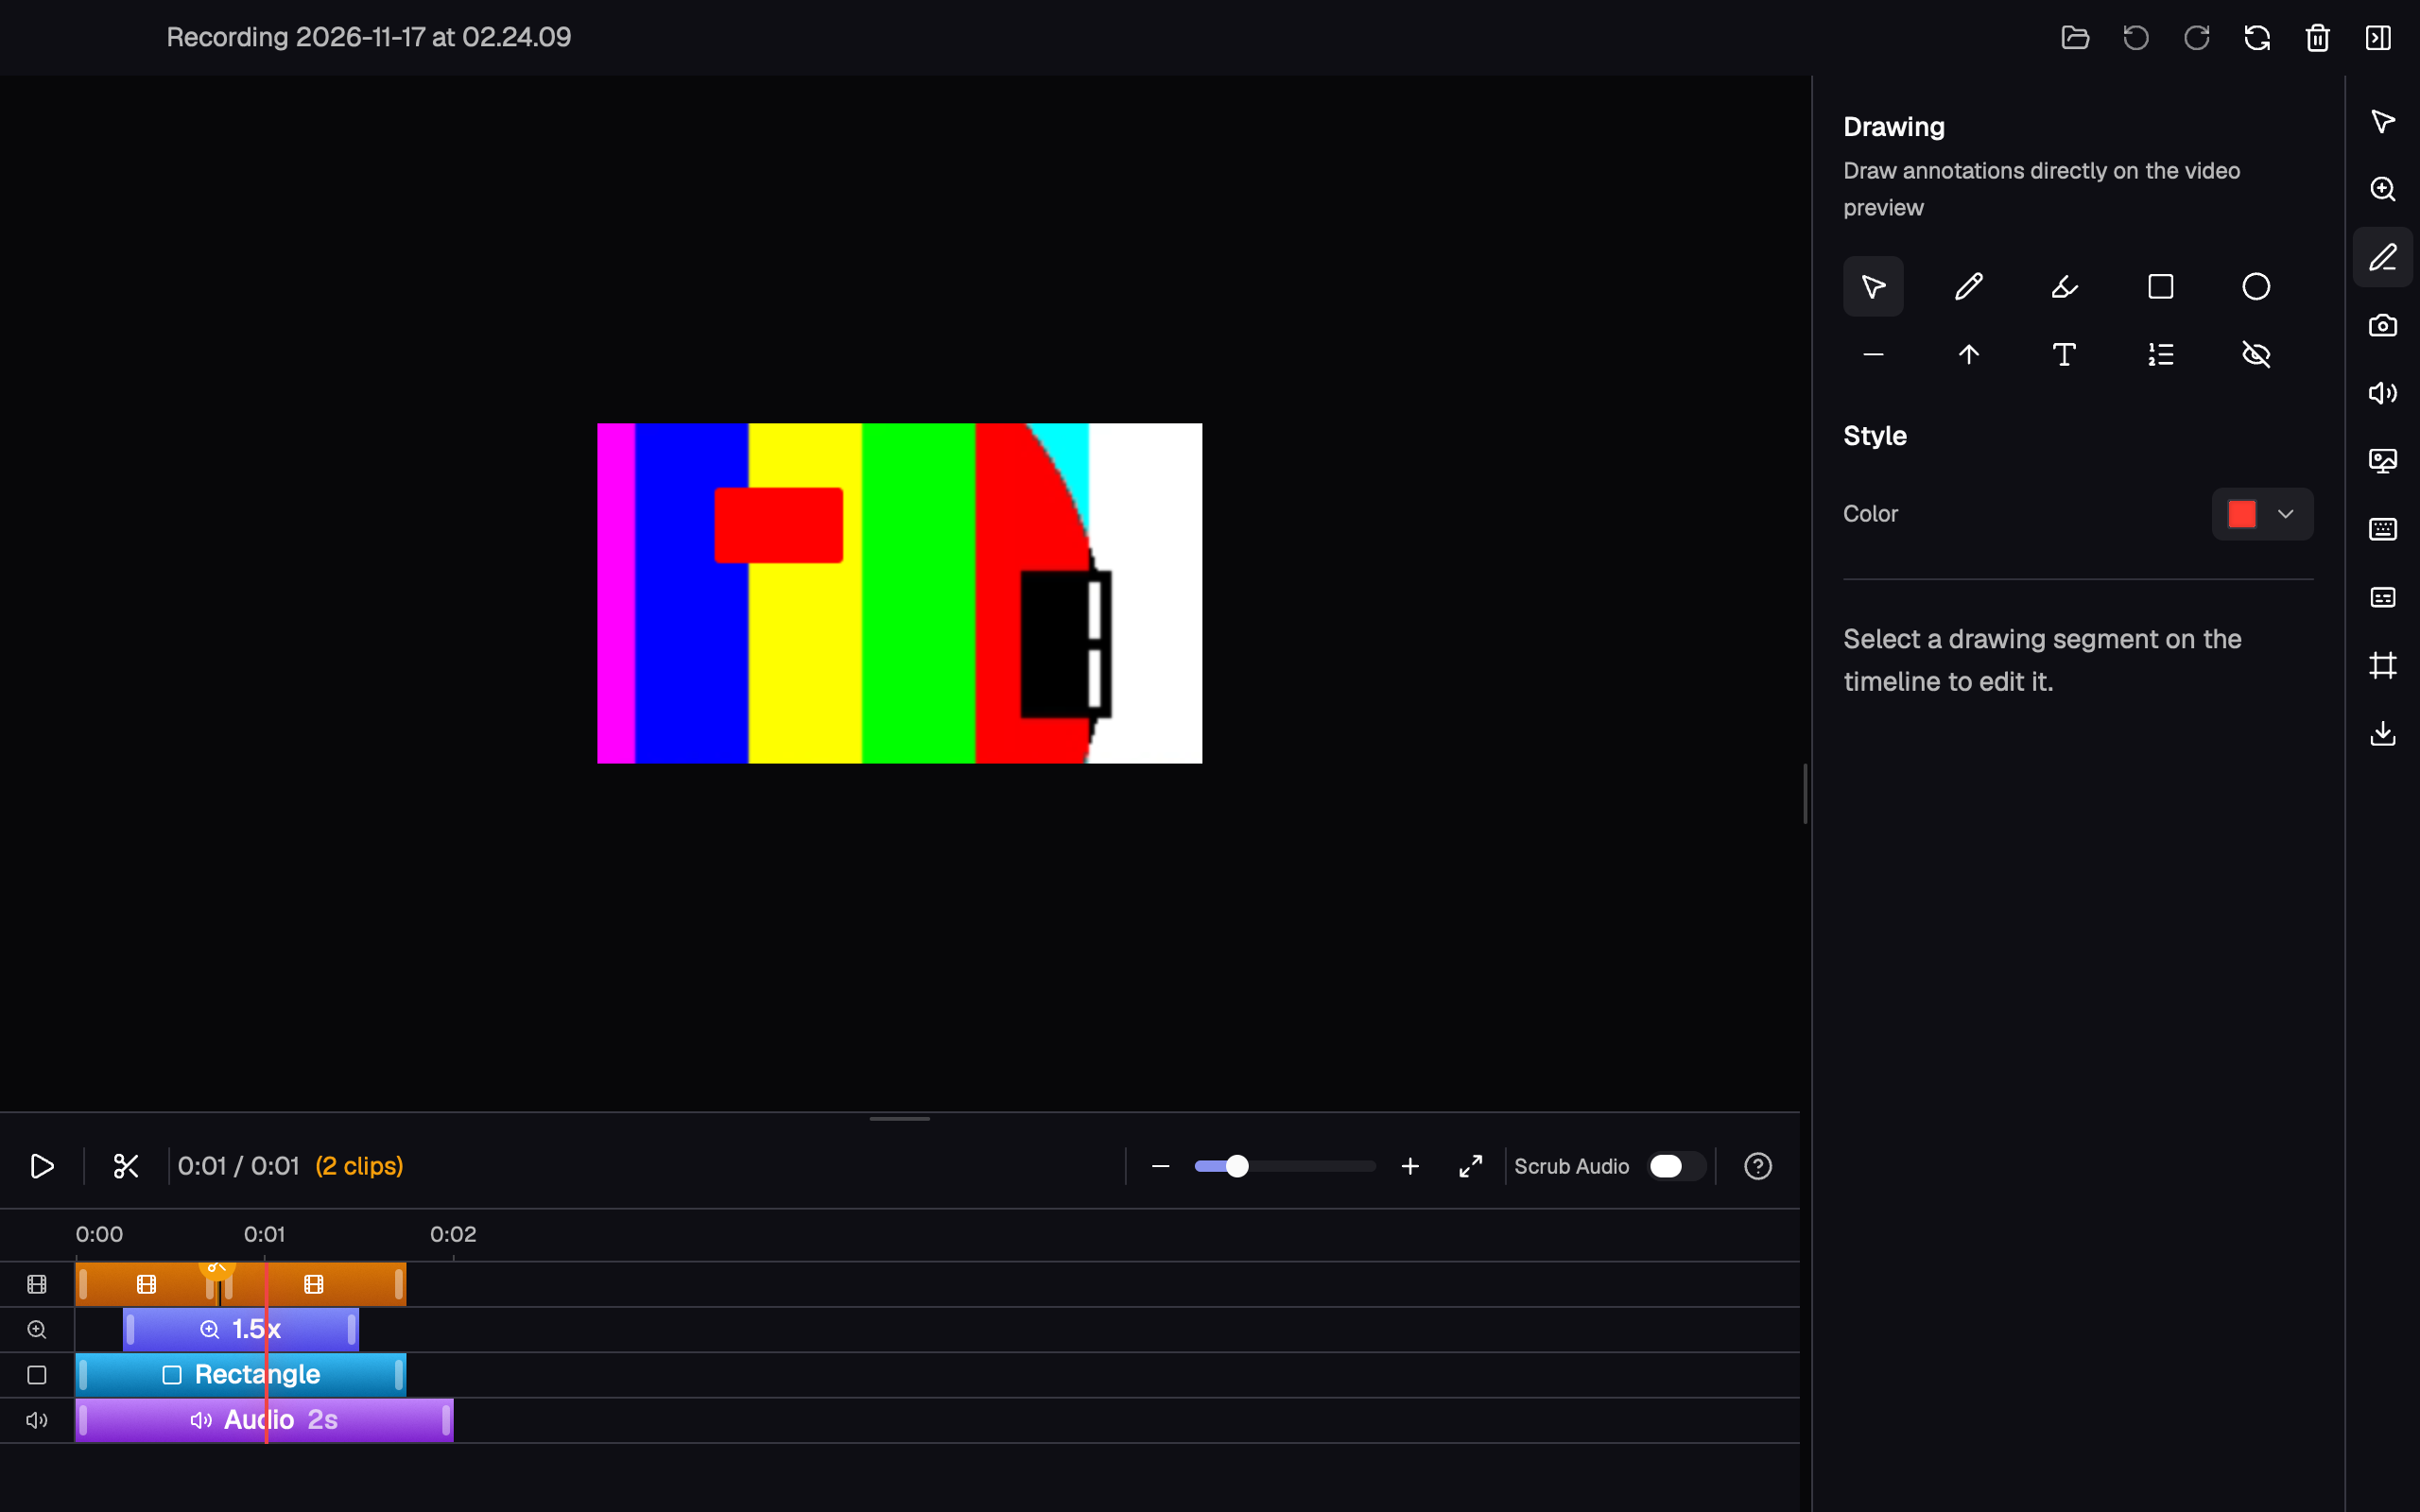 Recording 2026-11-17 at 02.24.09
Drawing
Draw annotations directly on the video
preview
Style
Color
Select a drawing segment on the
timeline to edit it.
0:01 / 0:01 (2 clips)
Scrub Audio
0:00 0:01 0:02
1.5x
Rectangle
Audio 2s